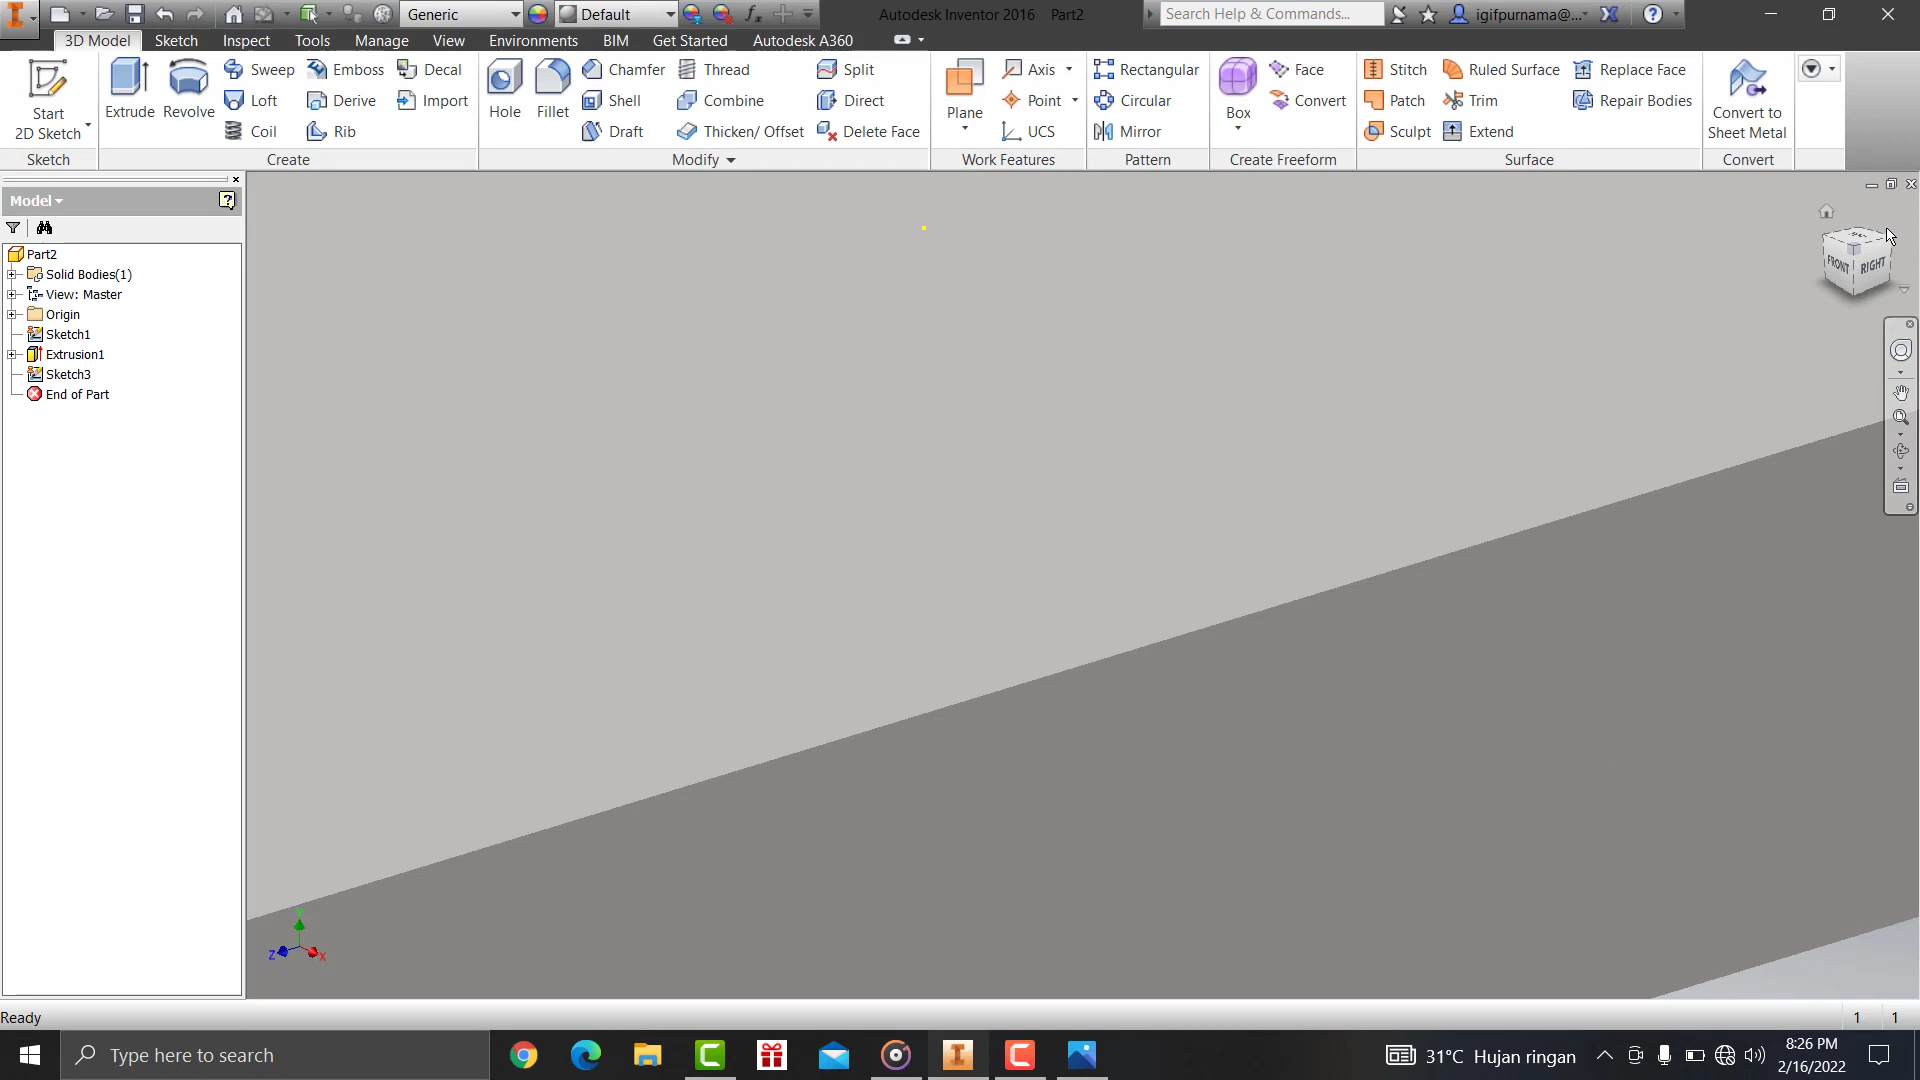 Generic
Default
Autodesk Inventor 2016 Part2
Search Help & Commands...
igifpurnama@...
3D Model Sketch Inspect Tools Manage View Environments BIM Get Started Autodesk A360
Start
2D Sketch
Extrude
Revolve
Sweep
Loft
Coil
Emboss
Derive
Rib
Decal
Import
Hole
Fillet
Chamfer
Shell
Draft
Thread
Combine
Thicken/ Offset
Split
Direct
Delete Face
Plane
Axis
Point
UCS
Rectangular
Circular
Mirror
Box
Face
Convert
Stitch
Patch
Sculpt
Ruled Surface
Trim
Extend
Replace Face
Repair Bodies
Convert to
Sheet Metal
Sketch Create Modify Work Features Pattern Create Freeform Surface Convert
Model
Part2
Solid Bodies(1)
View: Master
Origin
Sketch1
Extrusion1
Sketch3
End of Part
FRONT RIGHT
Y
Z X
Ready
1 1
Type here to search
31°C Hujan ringan
8:26 PM
2/16/2022